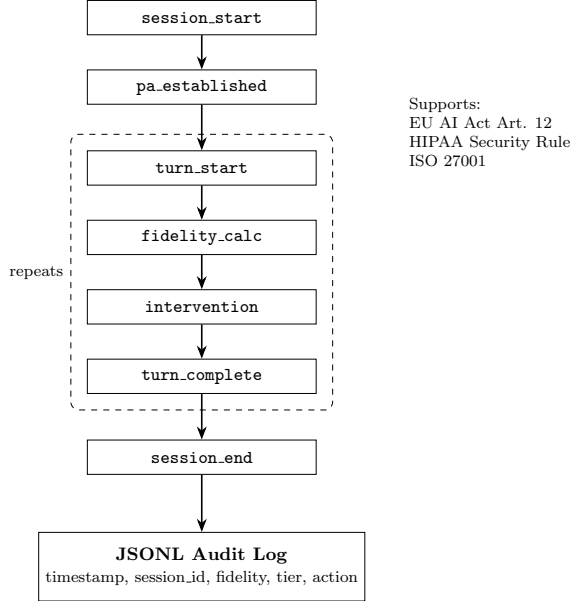 session_start
pa_established
Supports:
EU AI Act Art. 12
HIPAA Security Rule
ISO 27001
turn_start
fidelity_calc
repeats
intervention
turn_complete
session_end
JSONL Audit Log
timestamp, session_id, fidelity, tier, action